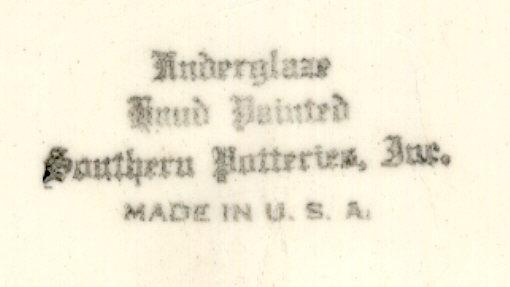 Underglaze
Hand Painted
Southern Potteries, Inc.
MADE IN U. S. A.